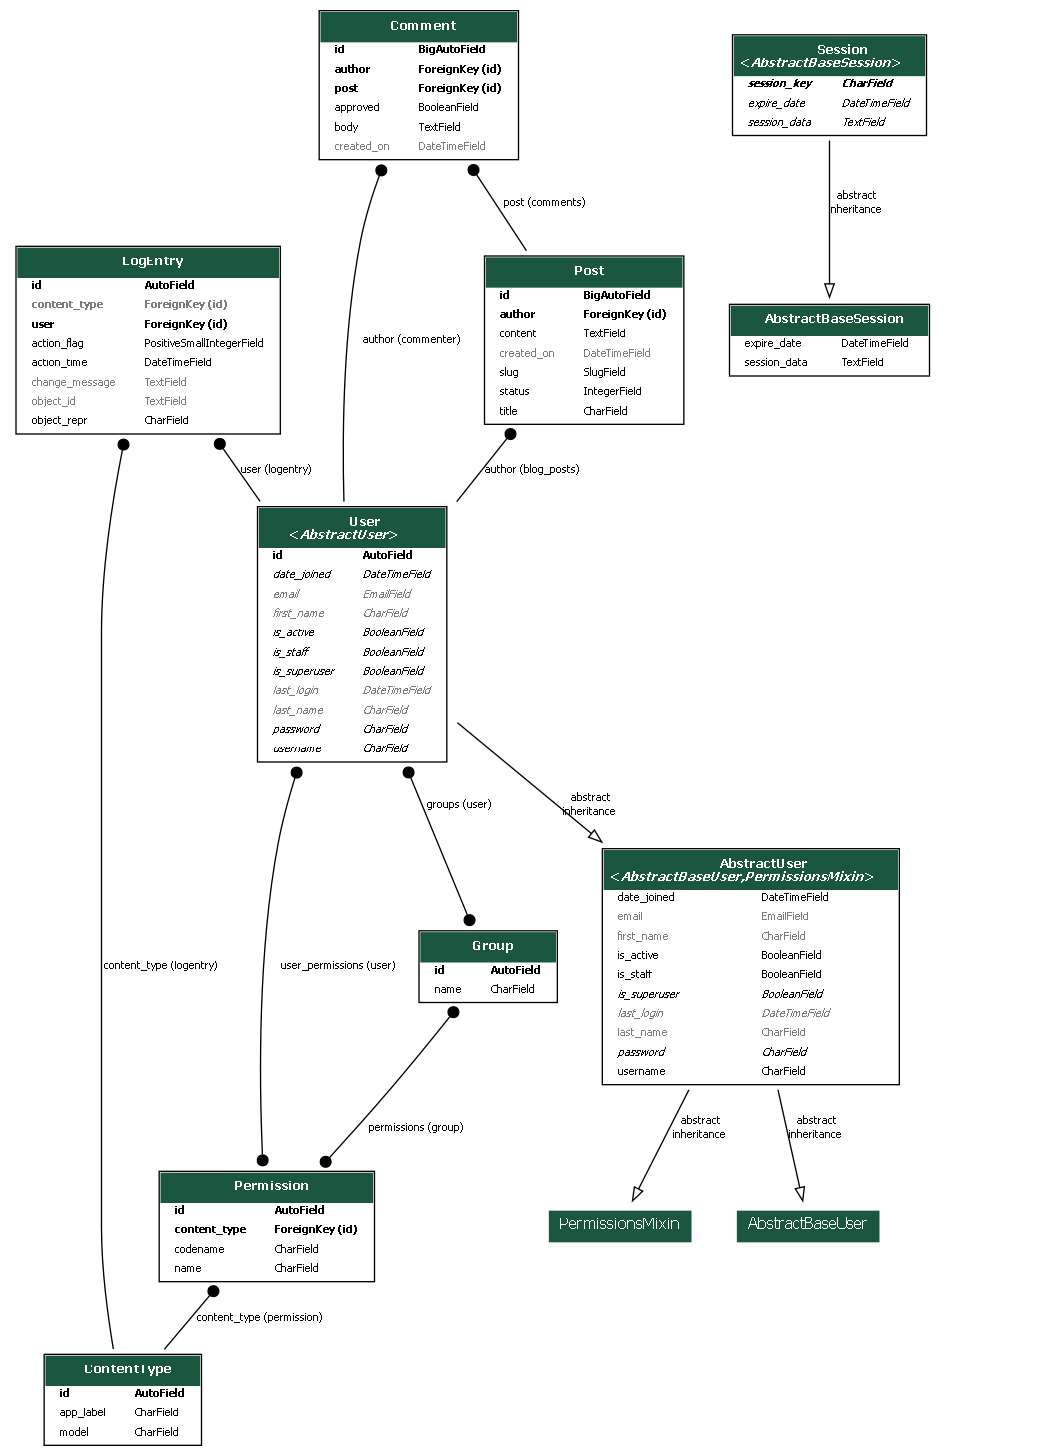 Comment
id BigAutoField
author ForeignKey (id)
post ForeignKey (id)
approved BooleanField
body TextField
created_on DateTimeField
Session
<AbstractBaseSession>
session_key CharField
expire_date DateTimeField
session_data TextField
post (comments)
abstract
inheritance
LogEntry
id AutoField
content_type ForeignKey (id)
user ForeignKey (id)
action_flag PositiveSmallIntegerField
action_time DateTimeField
change_message TextField
object_id TextField
object_repr CharField
Post
id BigAutoField
author ForeignKey (id)
content TextField
created_on DateTimeField
slug SlugField
status IntegerField
title CharField
author (commenter)
AbstractBaseSession
expire_date DateTimeField
session_data TextField
user (logentry)
author (blog_posts)
User
<AbstractUser>
id AutoField
date_joined DateTimeField
email EmailField
first_name CharField
is_active BooleanField
is_staff BooleanField
is_superuser BooleanField
last_login DateTimeField
last_name CharField
password CharField
username CharField
groups (user)
abstract
inheritance
AbstractUser
<AbstractBaseUser,PermissionsMixin>
date_joined DateTimeField
email EmailField
first_name CharField
is_active BooleanField
is_staff BooleanField
is_superuser BooleanField
last_login DateTimeField
last_name CharField
password CharField
username CharField
content_type (logentry)
user_permissions (user)
Group
id AutoField
name CharField
permissions (group)
abstract
inheritance
abstract
inheritance
Permission
id AutoField
content_type ForeignKey (id)
codename CharField
name CharField
PermissionsMixin
AbstractBaseUser
content_type (permission)
ContentType
id AutoField
app_label CharField
model CharField